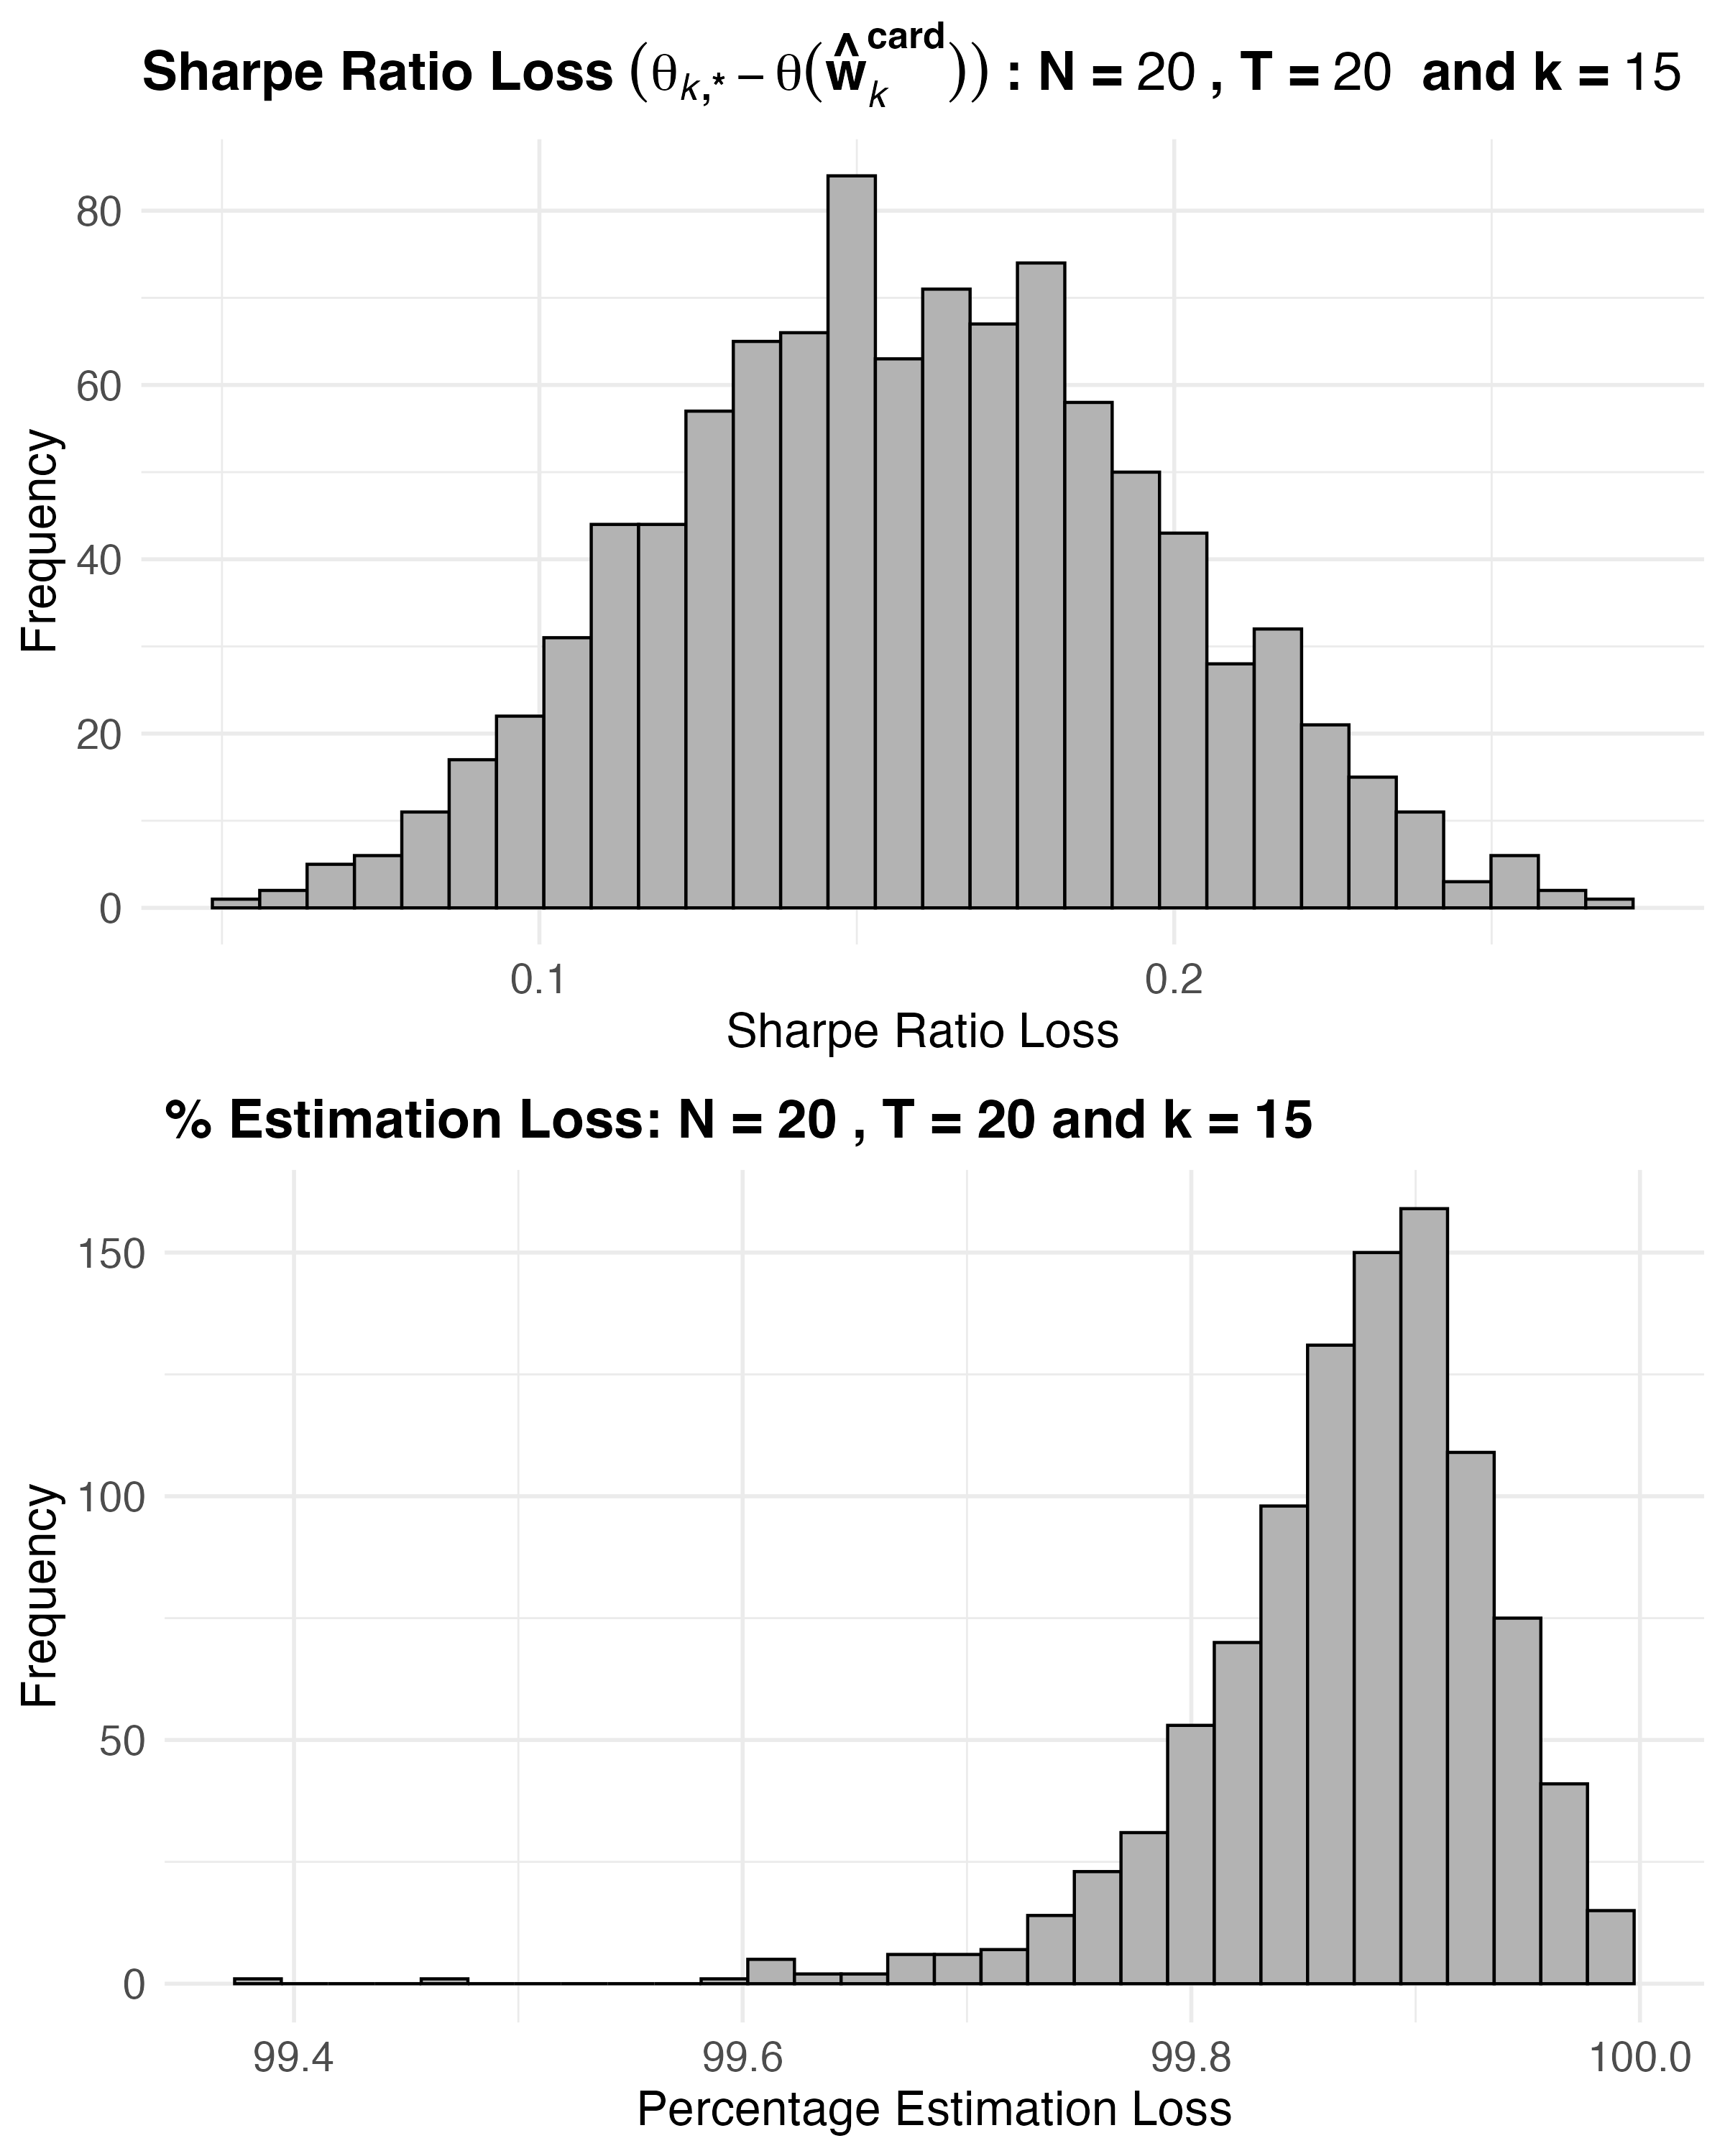 Sharpe Ratio Loss (θk,* − θ(ŵk^card)) : N = 20 , T = 20 and k = 15
80
60
40
20
0
Frequency
0.1 0.2
Sharpe Ratio Loss
% Estimation Loss: N = 20 , T = 20 and k = 15
150
100
50
0
Frequency
99.4 99.6 99.8 100.0
Percentage Estimation Loss